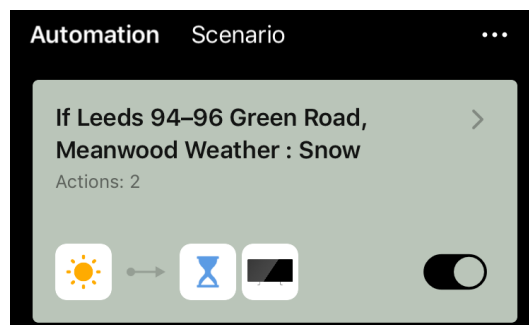 Automation Scenario
If Leeds 94–96 Green Road,
Meanwood Weather : Snow
Actions: 2